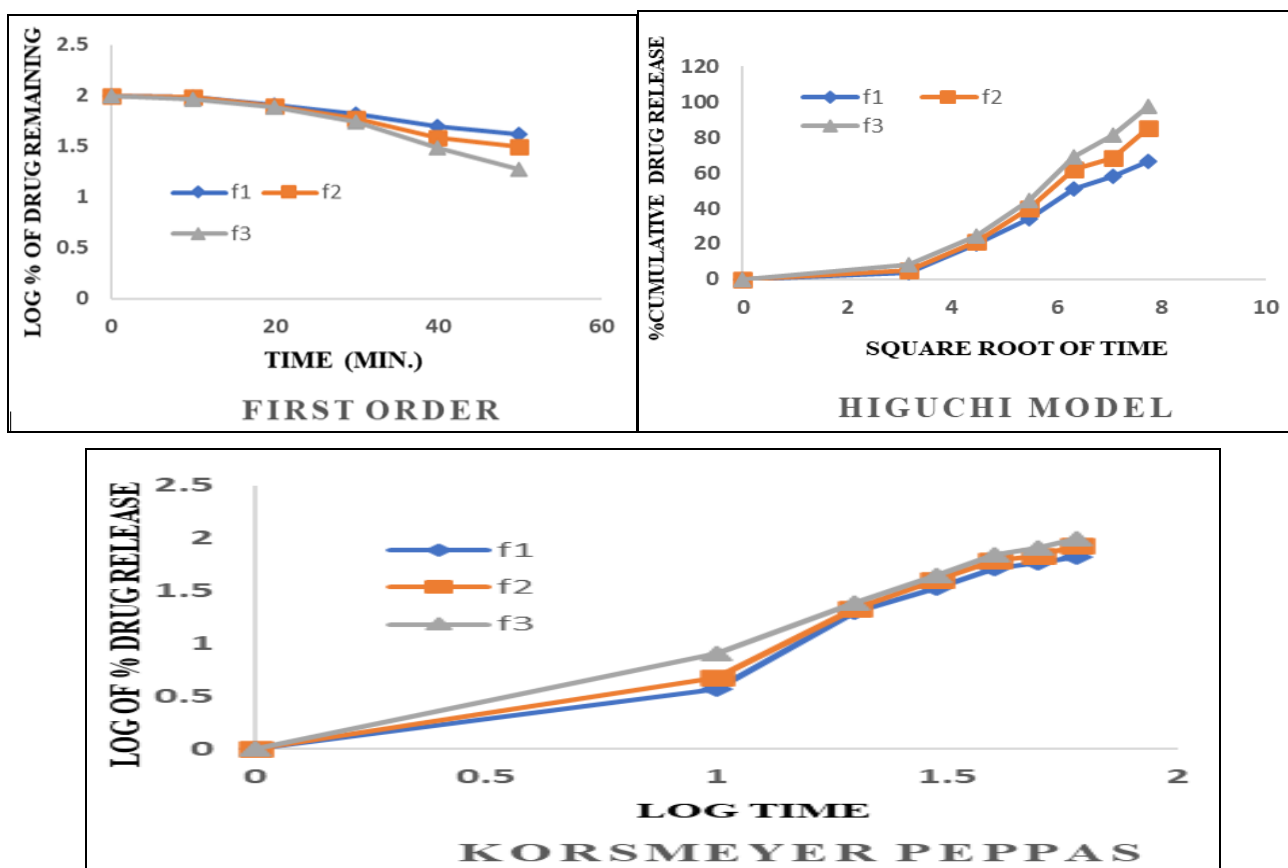 LOG % OF DRUG REMAINING
2.5
2
1.5
1
0.5
0
0
20
40
60
f1
f2
f3
TIME (MIN.)
FIRST ORDER
%CUMULATIVE DRUG RELEASE
120
100
80
60
40
20
0
0
2
4
6
8
10
f1
f2
f3
SQUARE ROOT OF TIME
HIGUCHI MODEL
LOG OF % DRUG RELEASE
2.5
2
1.5
1
0.5
0
0
0.5
1
1.5
2
f1
f2
f3
LOG TIME
KORSMEYER PEPPAS